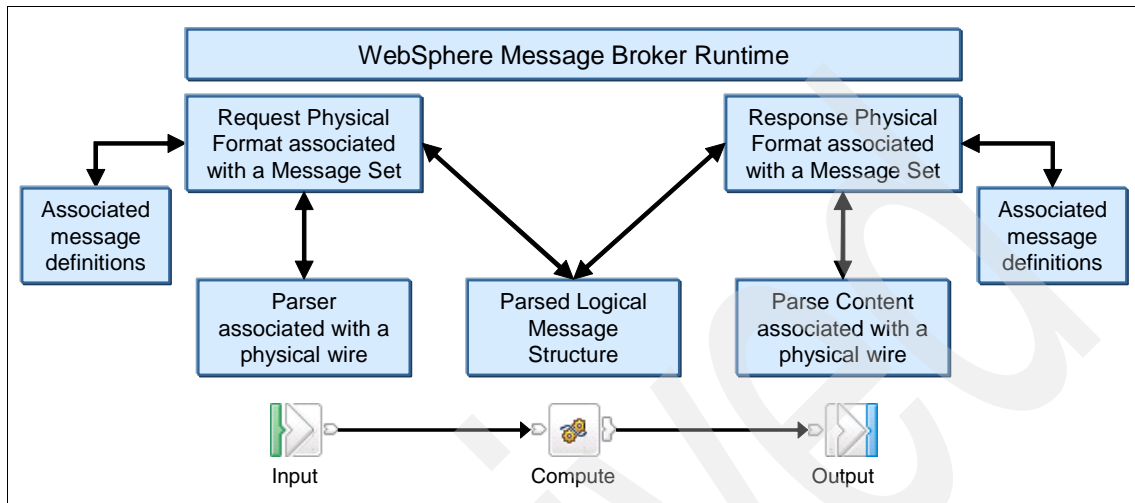 WebSphere Message Broker Runtime
Request Physical
Format associated
with a Message Set
Response Physical
Format associated
with a Message Set
Associated
message
definitions
Associated
message
definitions
Parser
associated with a
physical wire
Parsed Logical
Message
Structure
Parse Content
associated with a
physical wire
Input
Compute
Output